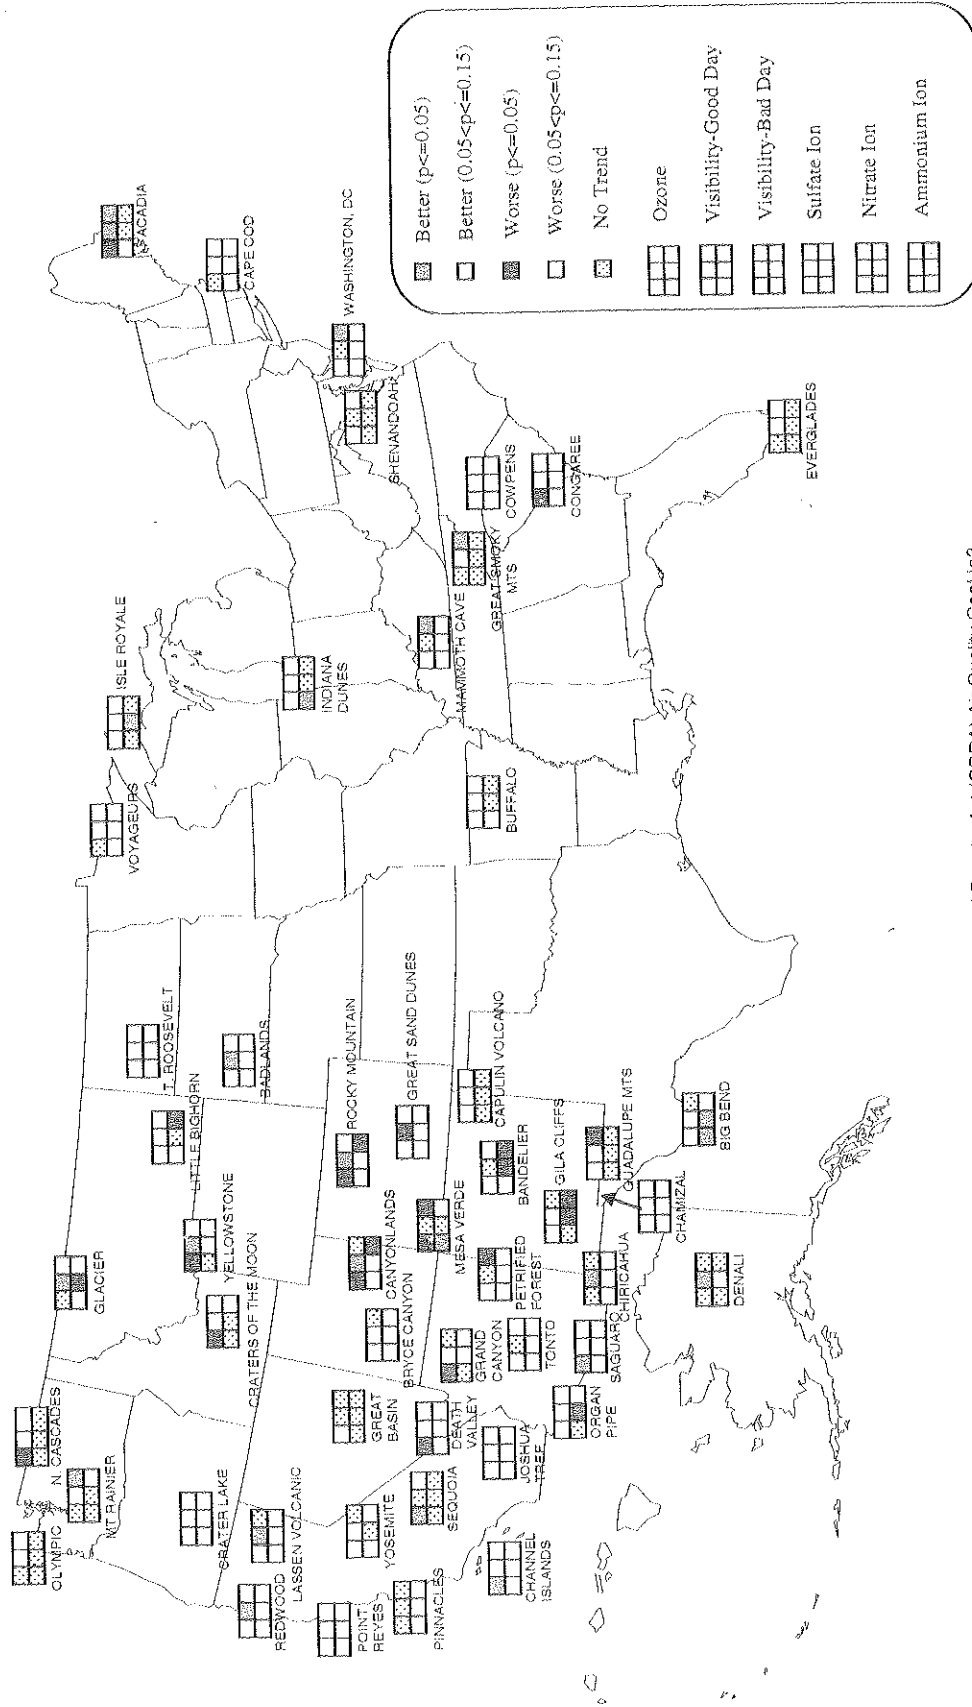 OLYMPIC
N. CASCADES
MT RAINIER
GLACIER
CRATER LAKE
REDWOOD
LASSEN VOLCANIC
POINT
REYES
YOSEMITE
PINNACLES
SEQUOIA
CHANNEL
ISLANDS
JOSHUA
TREE
DEATH
VALLEY
GREAT
BASIN
CRATERS OF THE MOON
YELLOWSTONE
LITTLE BIGHORN
T. ROOSEVELT
BADLANDS
ROCKY MOUNTAIN
GREAT SAND DUNES
CANYONLANDS
BRYCE CANYON
MESA VERDE
GRAND
CANYON
PETRIFIED
FOREST
TONTO
SAGUARO
ORGAN
PIPE
CHIRICAHUA
GILA CLIFFS
BANDELIER
CAPULIN VOLCANO
GUADALUPE MTS
CHAMIZAL
BIG BEND
DENALI
VOYAGEURS
ISLE ROYALE
INDIANA
DUNES
BUFFALO
MAMMOTH CAVE
GREAT SMOKY
MTS
COWPENS
CONGAREE
EVERGLADES
SHENANDOAH
WASHINGTON, DC
CAPE COD
ACADIA
Better (p<=0.05)
Better (0.05<p<=0.15)
Worse (p<=0.05)
Worse (0.05<p<=0.15)
No Trend
Ozone
Visibility-Good Day
Visibility-Bad Day
Sulfate Ion
Nitrate Ion
Ammonium Ion
Air Quality Goal